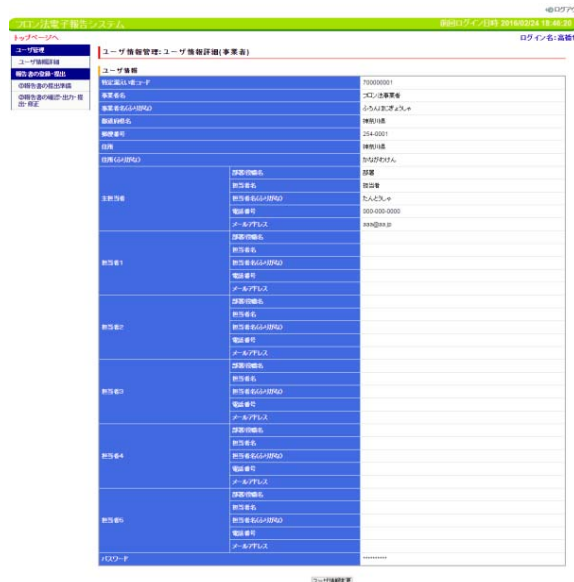 ログアウ
フロン法電子報告システム
前回ログイン日時 2016/02/24 18:46:20
トップページへ
ログイン名:高橋
ユーザ管理
ユーザ情報詳細
報告書の登録・提出
①報告書の提出準備
②報告書の確認・出力・提出・修正
ユーザ情報管理:ユーザ情報詳細(事業者)
ユーザ情報
特定漏えい者コード 700000001
事業者名 フロン法事業者
事業者名(ふりがな) ふろんほうじぎょうしゃ
都道府県名 神奈川県
郵便番号 254-0001
住所 神奈川県
住所(ふりがな) かながわけん
主担当者
部署役職名 部署
担当者名 担当者
担当者名(ふりがな) たんとうしゃ
電話番号 000-000-0000
メールアドレス
担当者1
部署役職名
担当者名
担当者名(ふりがな)
電話番号
メールアドレス
担当者2
部署役職名
担当者名
担当者名(ふりがな)
電話番号
メールアドレス
担当者3
部署役職名
担当者名
担当者名(ふりがな)
電話番号
メールアドレス
担当者4
部署役職名
担当者名
担当者名(ふりがな)
電話番号
メールアドレス
担当者5
部署役職名
担当者名
担当者名(ふりがな)
電話番号
メールアドレス
パスワード **********
ユーザ情報変更